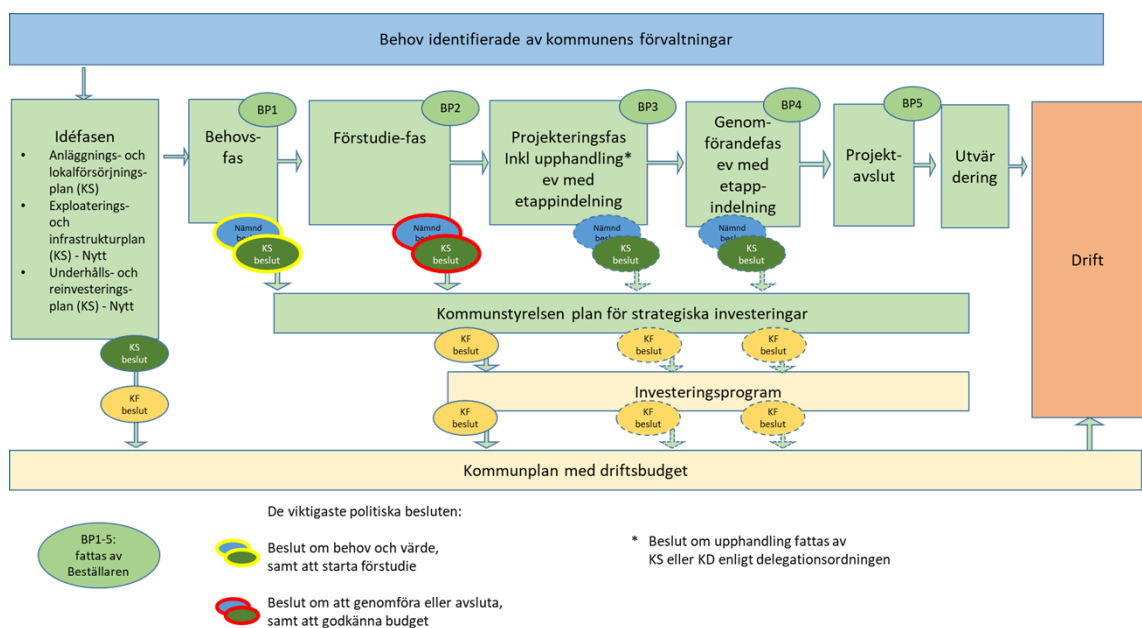 Behov identifierade av kommunens förvaltningar
Idéfasen
• Anläggnings- och
lokalförsörjnings-
plan (KS)
• Exploaterings-
och
infrastrukturplan
(KS) - Nytt
• Underhålls- och
reinvesterings-
plan (KS) - Nytt
BP1
Behovs-
fas
BP2
Förstudie-fas
BP3
Projekteringsfas
Inkl upphandling*
ev med
etappindelning
BP4
Genom-
förandefas
ev med
etapp-
indelning
BP5
Projekt-
avslut
Utvär
dering
Drift
Nämnd
KS
beslut
Nämnd
KS
beslut
Nämnd
KS
beslut
Nämnd
KS
beslut
Kommunstyrelsen plan för strategiska investeringar
KS
beslut
KF
beslut
KF
beslut
KF
beslut
KF
beslut
Investeringsprogram
KF
beslut
KF
beslut
KF
beslut
Kommunplan med driftsbudget
BP1-5:
fattas av
Beställaren
De viktigaste politiska besluten:
Beslut om behov och värde,
samt att starta förstudie
Beslut om att genomföra eller avsluta,
samt att godkänna budget
* Beslut om upphandling fattas av
KS eller KD enligt delegationsordningen